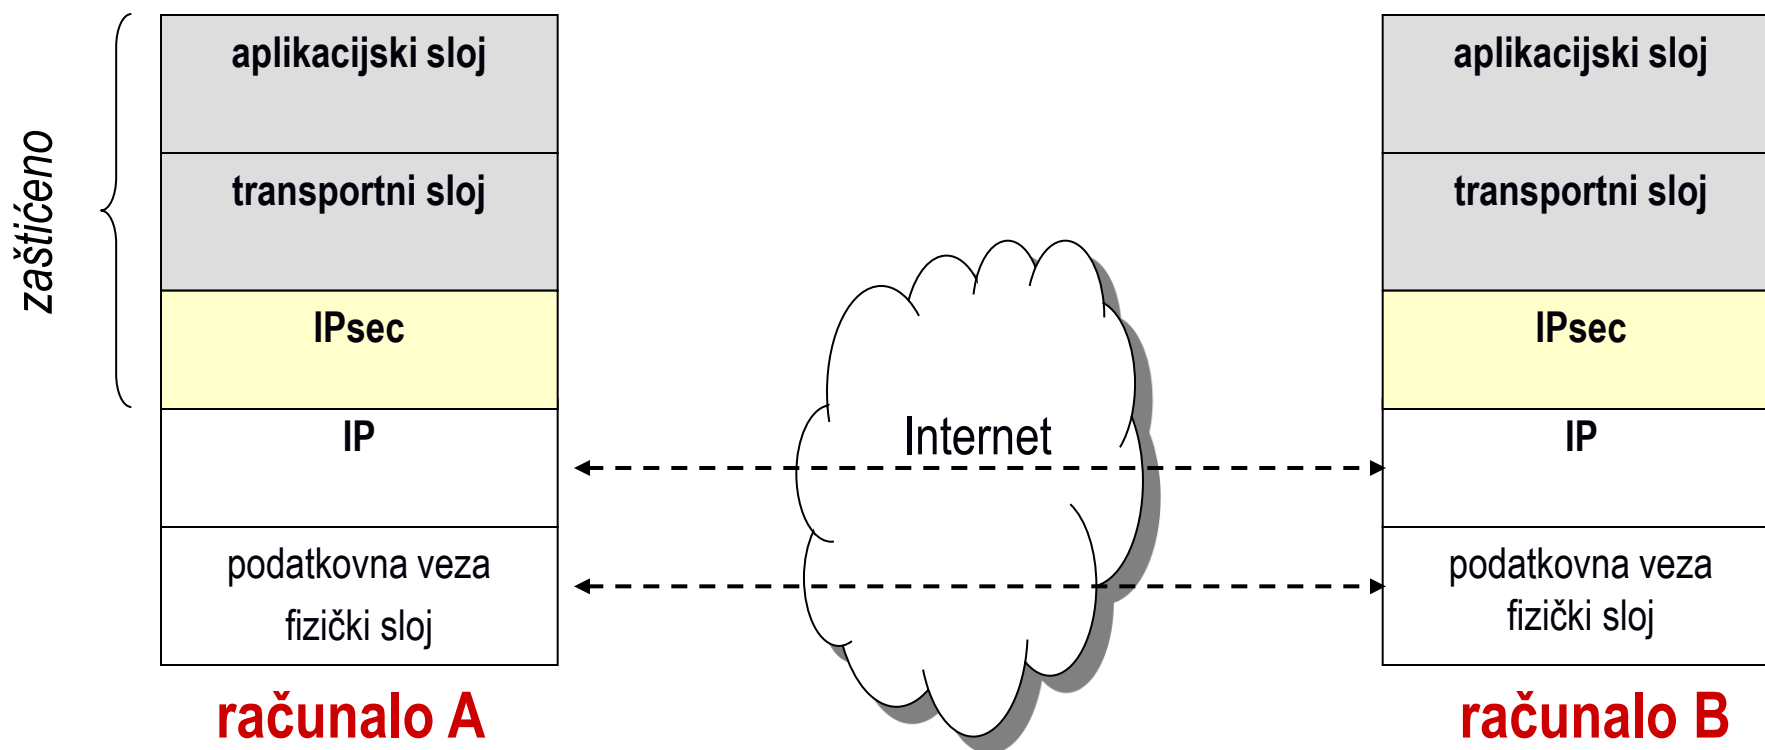 zaštićeno
aplikacijski sloj
transportni sloj
IPsec
IP
podatkovna veza
fizički sloj
računalo A
Internet
aplikacijski sloj
transportni sloj
IPsec
IP
podatkovna veza
fizički sloj
računalo B